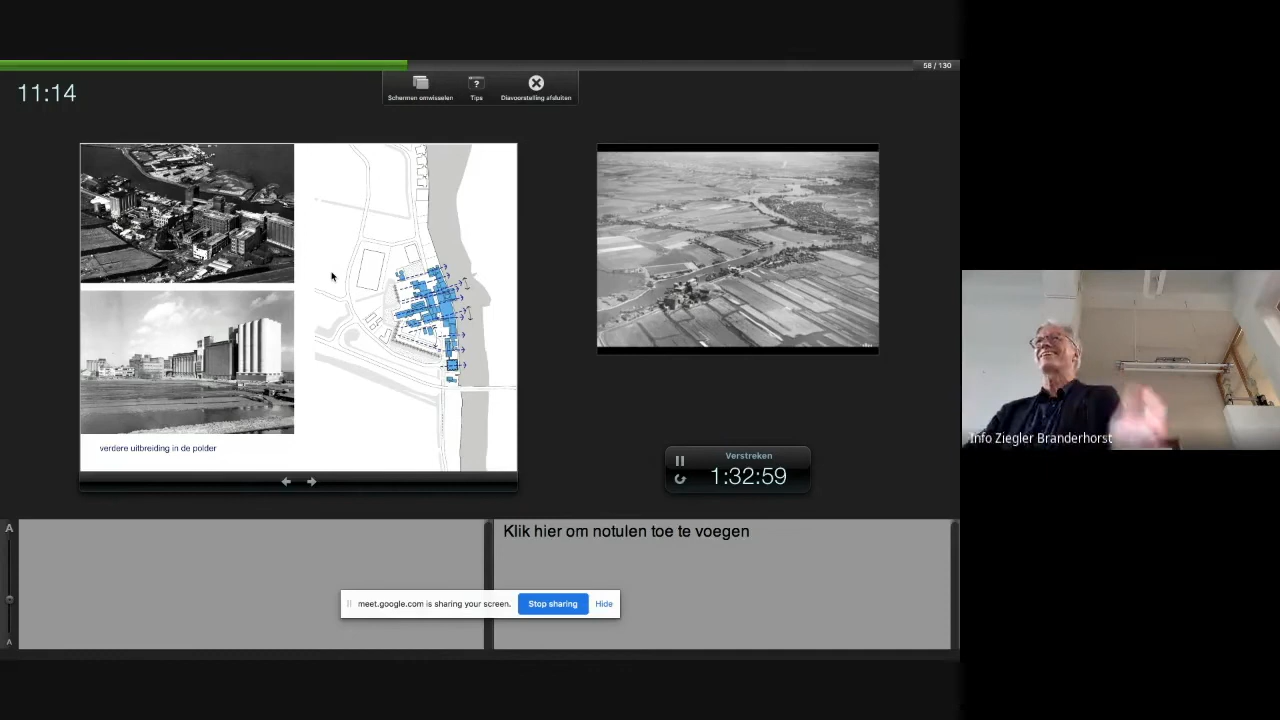 58 / 130
11:14
Schermen omwisselen
Tips
Diavoorstelling afsluiten
verdere uitbreiding in de polder
Verstreken
1:32:59
Info Ziegler Branderhorst
A
Klik hier om notulen toe te voegen
meet.google.com is sharing your screen.
Stop sharing
Hide
A